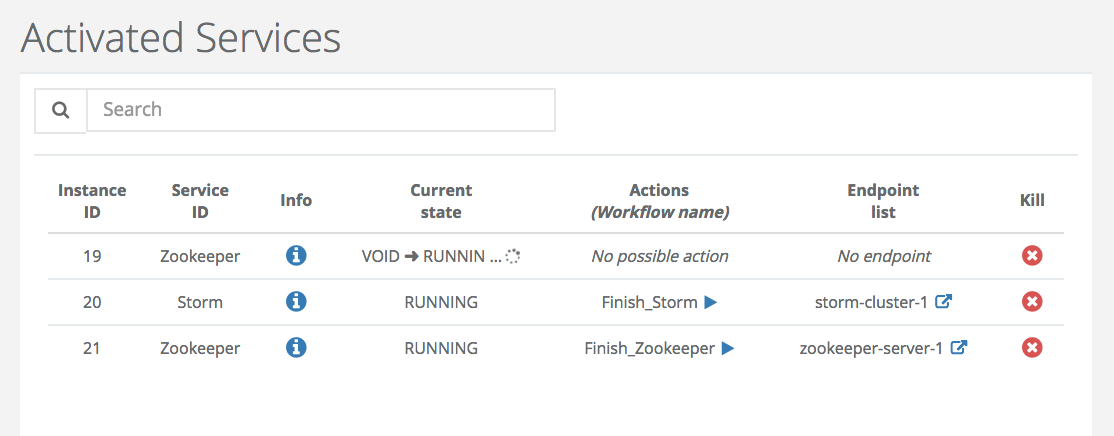 Activated Services
Search
Instance ID Service ID Info Current state Actions (Workflow name) Endpoint list Kill
19 Zookeeper VOID ➜ RUNNIN ... No possible action No endpoint
20 Storm RUNNING Finish_Storm storm-cluster-1
21 Zookeeper RUNNING Finish_Zookeeper zookeeper-server-1